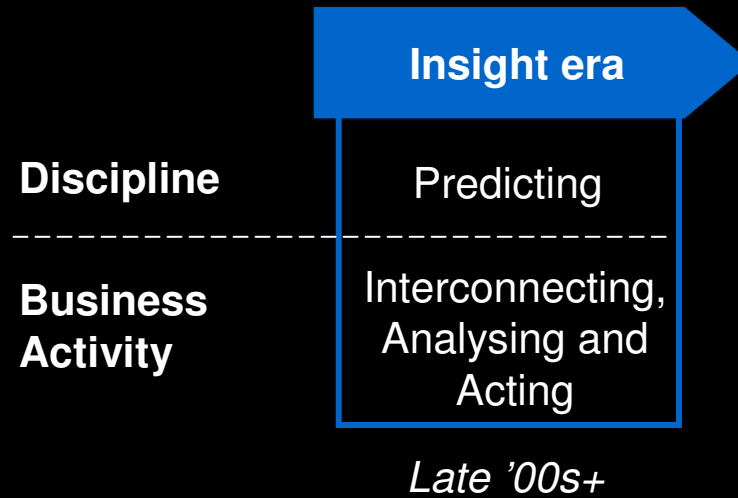 Insight era
Discipline
Predicting
Business
Activity
Interconnecting,
Analysing and
Acting
Late ’00s+